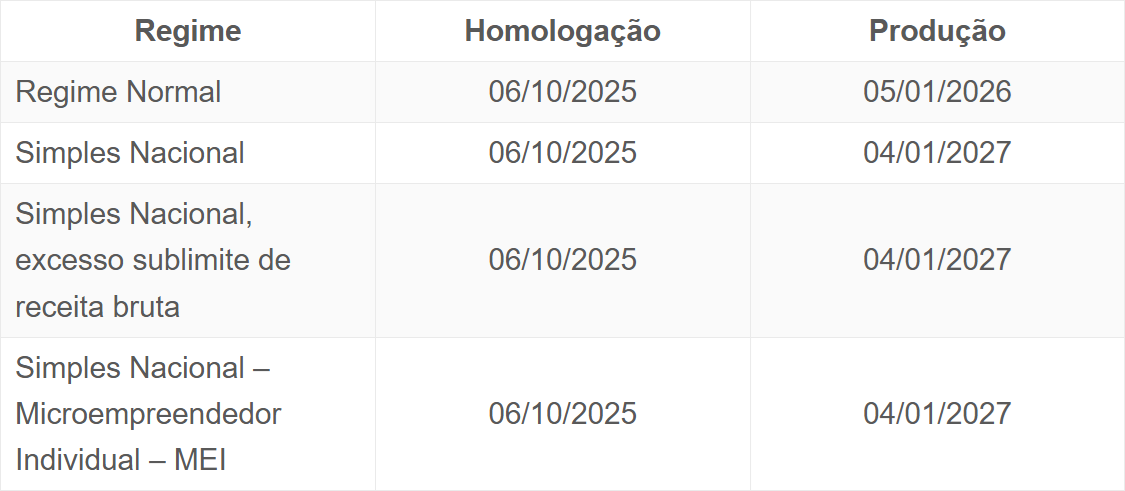 Regime Homologação Produção
Regime Normal 06/10/2025 05/01/2026
Simples Nacional 06/10/2025 04/01/2027
Simples Nacional,
excesso sublimite de 06/10/2025 04/01/2027
receita bruta
Simples Nacional –
Microempreendedor 06/10/2025 04/01/2027
Individual – MEI